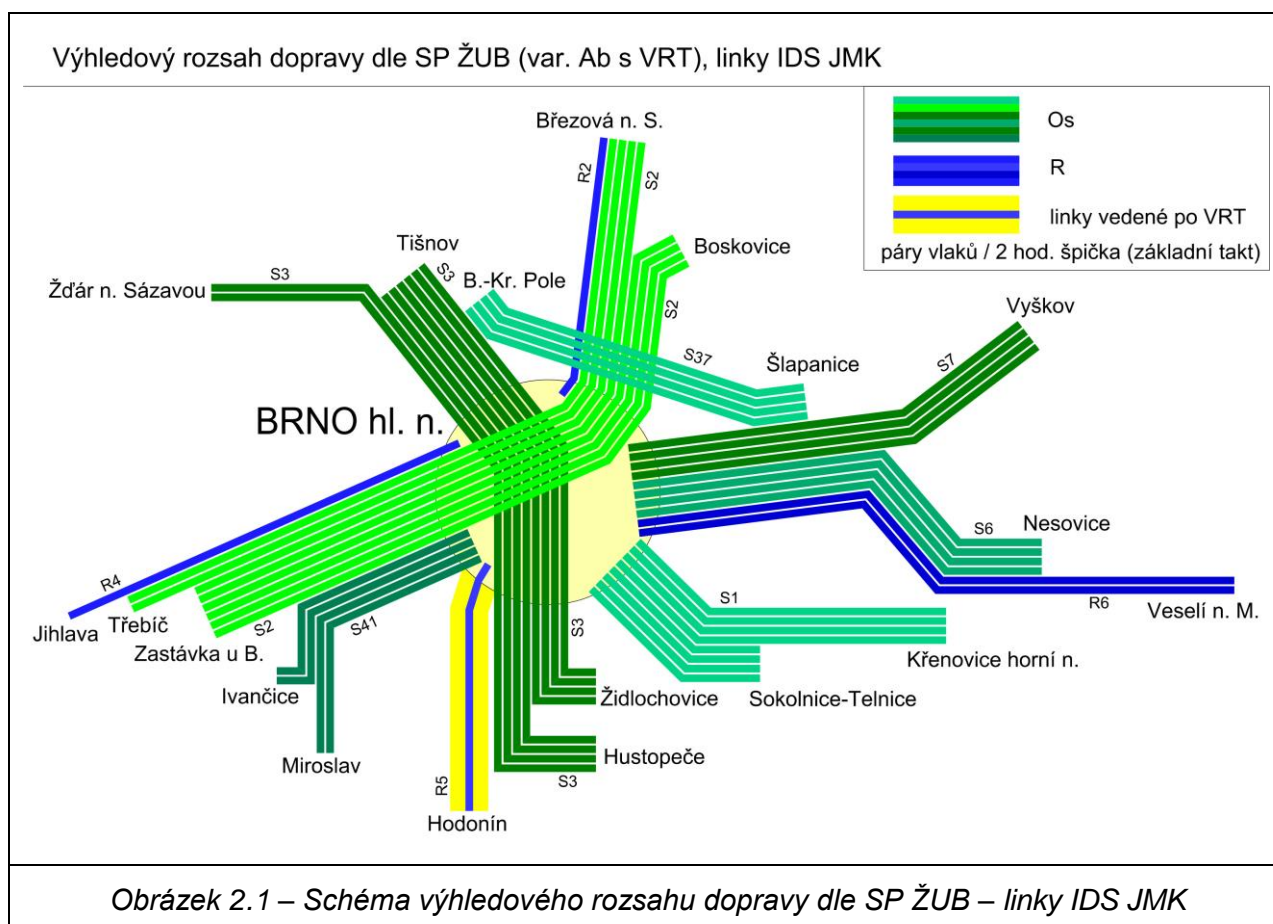 Výhledový rozsah dopravy dle SP ŽUB (var. Ab s VRT), linky IDS JMK
Os
R
linky vedené po VRT
páry vlaků / 2 hod. špička (základní takt)
Březová n. S.
R2
S2
Boskovice
S2
Tišnov
S3
B.-Kr. Pole
S3
Žďár n. Sázavou
S37
Šlapanice
Vyškov
S7
BRNO hl. n.
S6
Nesovice
R6
Veselí n. M.
S1
Křenovice horní n.
Sokolnice-Telnice
R4
Jihlava
Třebíč
S2
Zastávka u B.
S41
Ivančice
Miroslav
S3
Židlochovice
Hustopeče
S3
R5
Hodonín
Obrázek 2.1 – Schéma výhledového rozsahu dopravy dle SP ŽUB – linky IDS JMK